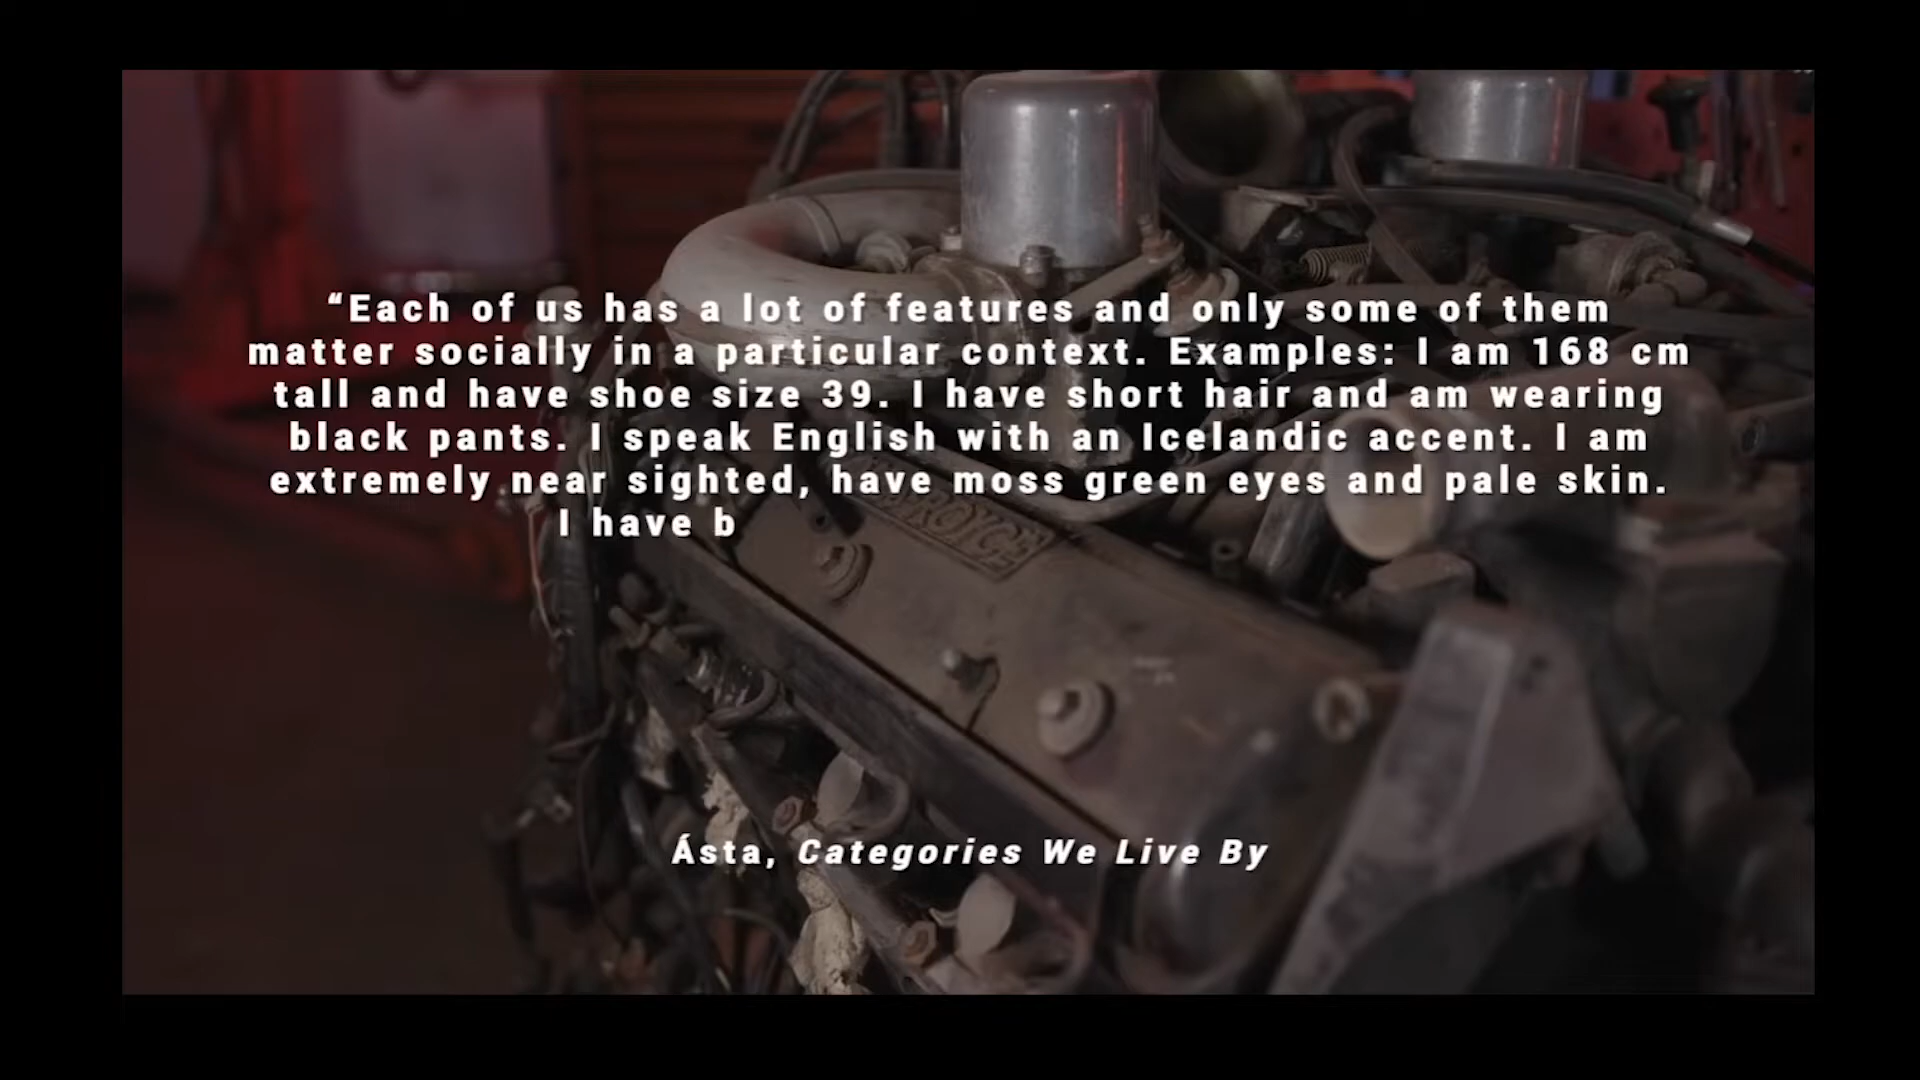 “Each of us has a lot of features and only some of them
matter socially in a particular context. Examples: I am 168 cm
tall and have shoe size 39. I have short hair and am wearing
black pants. I speak English with an Icelandic accent. I am
extremely near sighted, have moss green eyes and pale skin.
I have b
ROYCE
Ásta, Categories We Live By